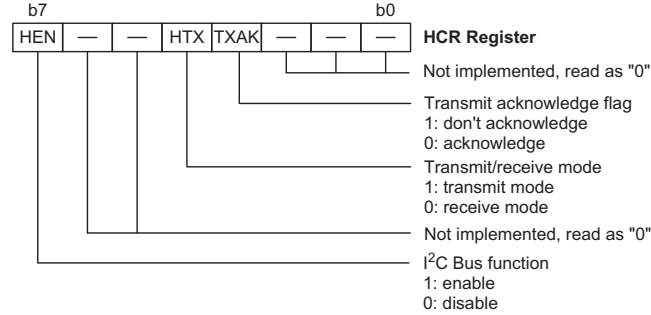 b7 b0
HEN — — HTX TXAK — — — HCR Register
Not implemented, read as "0"
Transmit acknowledge flag
1: don't acknowledge
0: acknowledge
Transmit/receive mode
1: transmit mode
0: receive mode
Not implemented, read as "0"
I²C Bus function
1: enable
0: disable